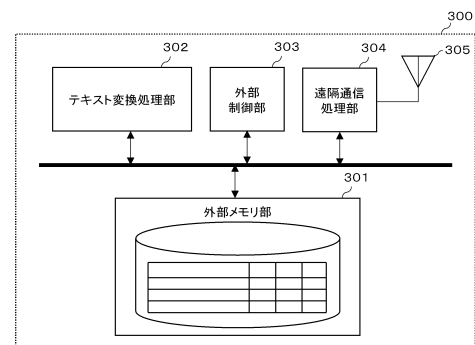 300
302
303
304
305
テキスト変換処理部
外部
制御部
遠隔通信
処理部
301
外部メモリ部